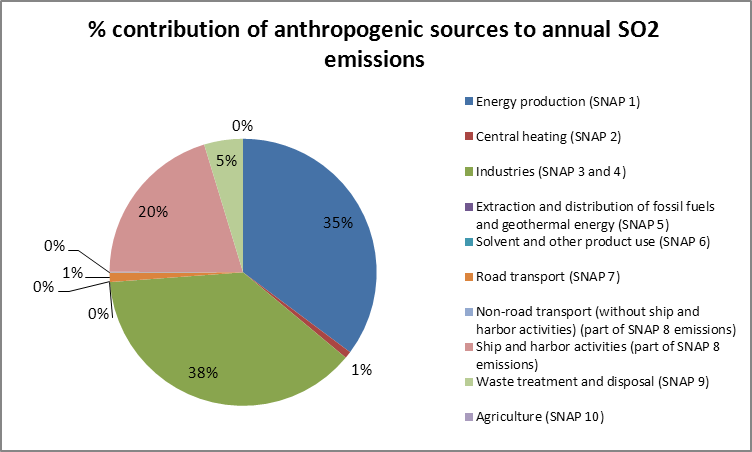 % contribution of anthropogenic sources to annual SO2
emissions
0%
5%
35%
20%
0%
1%
0%
0%
38%
1%
Energy production (SNAP 1)
Central heating (SNAP 2)
Industries (SNAP 3 and 4)
Extraction and distribution of fossil fuels
and geothermal energy (SNAP 5)
Solvent and other product use (SNAP 6)
Road transport (SNAP 7)
Non-road transport (without ship and
harbor activities) (part of SNAP 8 emissions)
Ship and harbor activities (part of SNAP 8
emissions)
Waste treatment and disposal (SNAP 9)
Agriculture (SNAP 10)